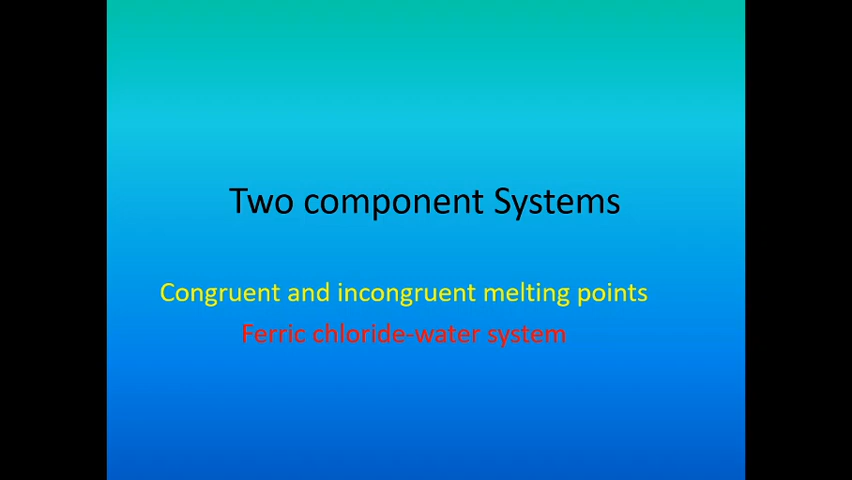 Two component Systems
Congruent and incongruent melting points
Ferric chloride-water system